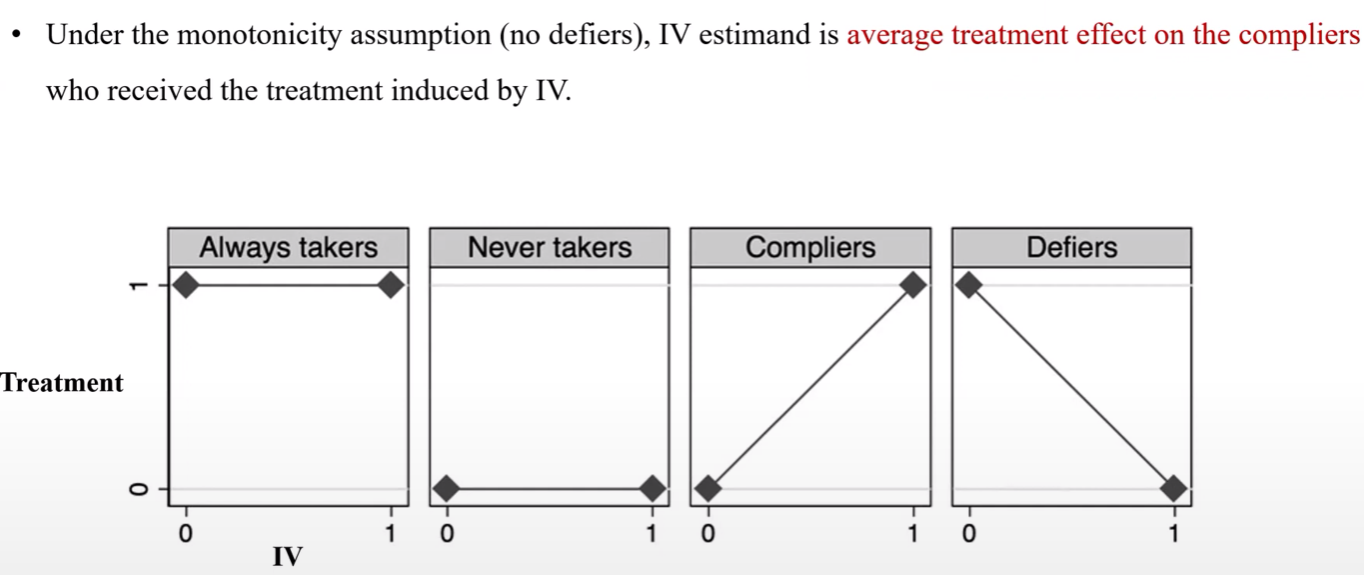 • Under the monotonicity assumption (no defiers), IV estimand is average treatment effect on the compliers
who received the treatment induced by IV.
Always takers Never takers Compliers Defiers
1
Treatment
0
0 1 0 1 0 1 0 1
IV